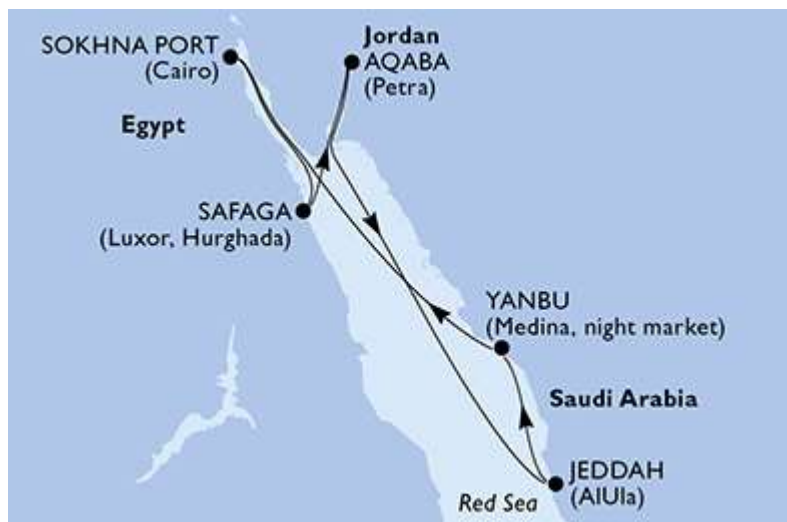 SOKHNA PORT
(Cairo)
Jordan
AQABA
(Petra)
Egypt
SAFAGA
(Luxor, Hurghada)
YANBU
(Medina, night market)
Saudi Arabia
JEDDAH
(AlUla)
Red Sea